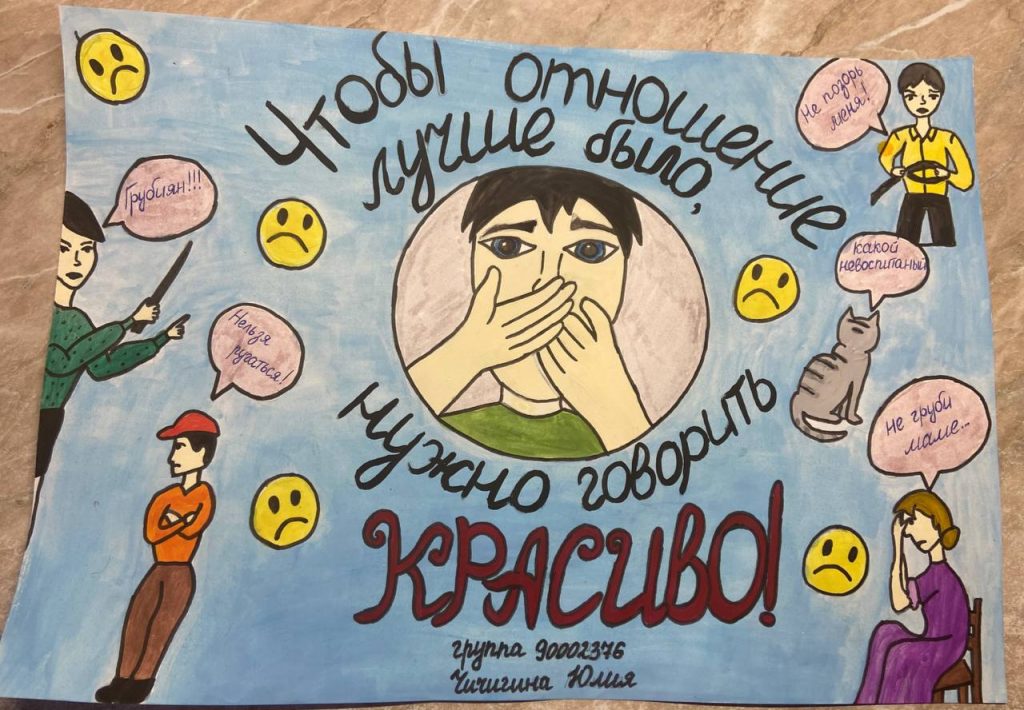 Чтобы отношение
лучше было,
нужно говорить
КРАСИВО!
группа 90002376
Чичигина Юлия
Грубиян!!!
Нельзя
ругаться!
Не позорь
меня!
какой
невоспитаный
не груби
маме...